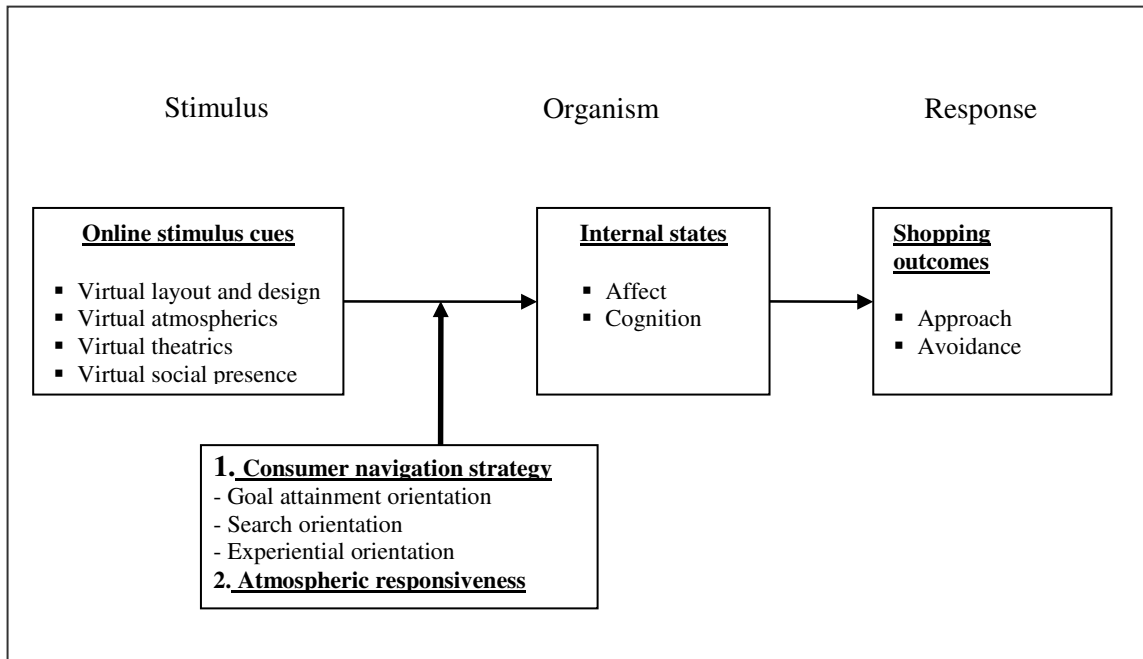 Stimulus
Organism
Response
Online stimulus cues
▪ Virtual layout and design
▪ Virtual atmospherics
▪ Virtual theatrics
▪ Virtual social presence
Internal states
▪ Affect
▪ Cognition
Shopping
outcomes
▪ Approach
▪ Avoidance
1. Consumer navigation strategy
- Goal attainment orientation
- Search orientation
- Experiential orientation
2. Atmospheric responsiveness